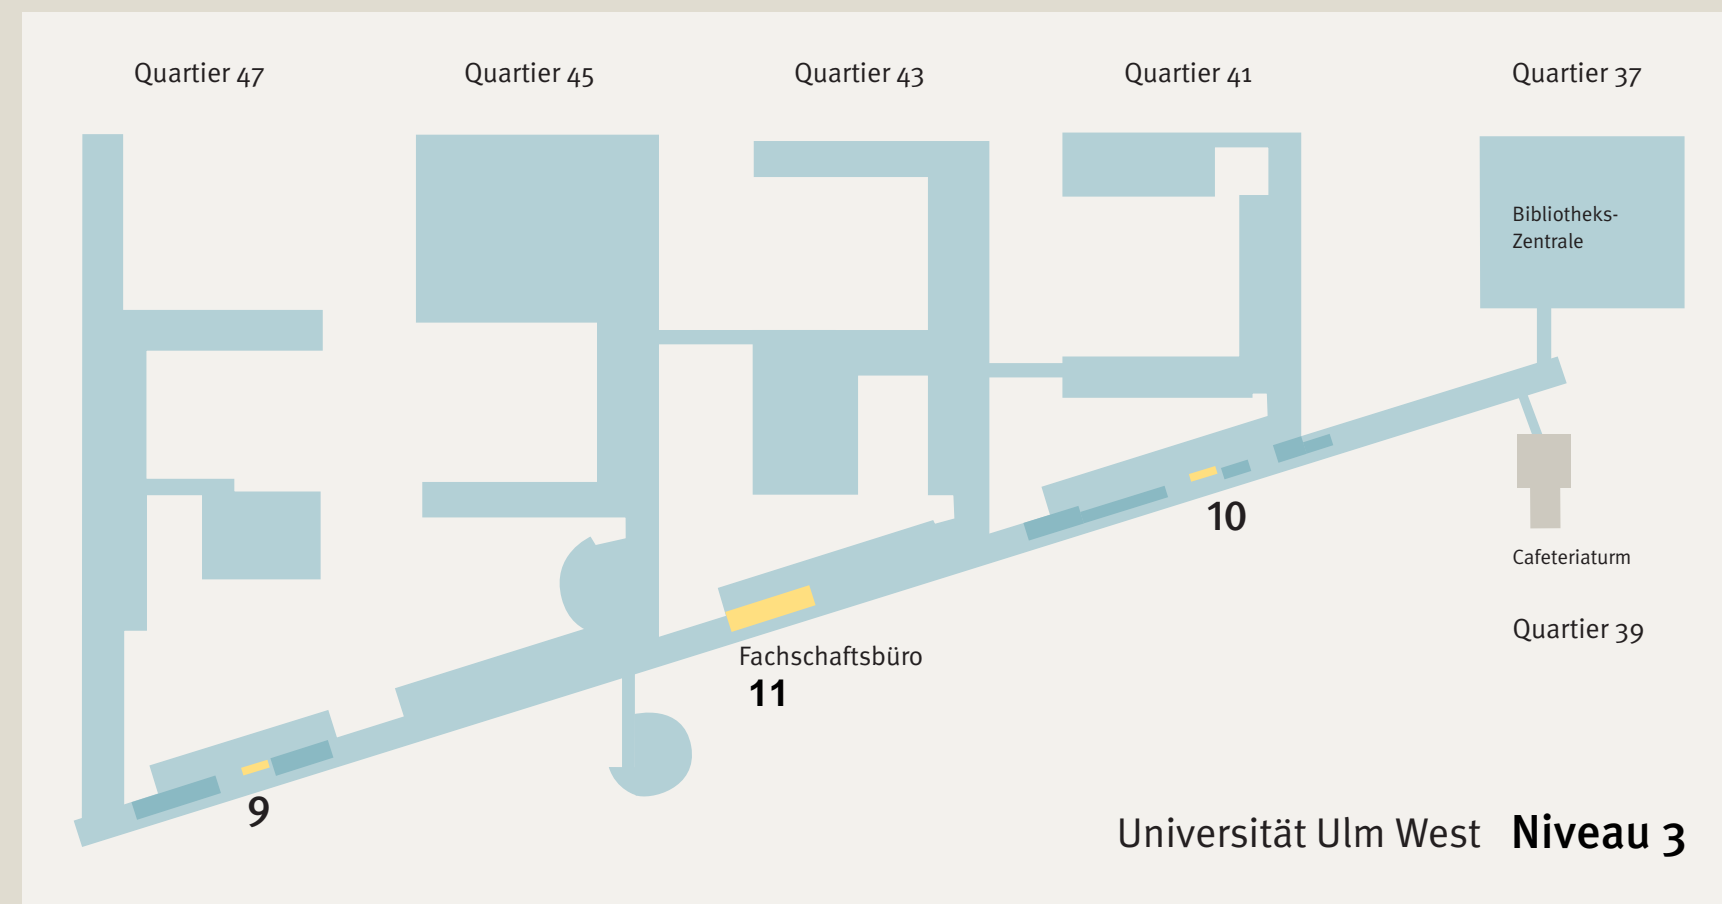 Quartier 47
Quartier 45
Quartier 43
Quartier 41
Quartier 37
Bibliotheks-
Zentrale
10
Cafeteriaturm
Quartier 39
Fachschaftsbüro
11
9
Universität Ulm West Niveau 3